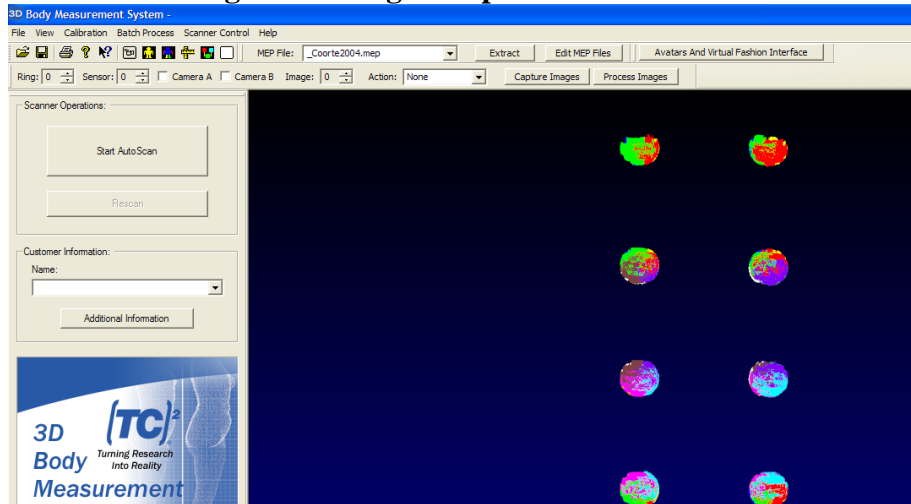 3D Body Measurement System -
File View Calibration Batch Process Scanner Control Help
MEP File: _Coorte2004.mep Extract Edit MEP Files Avatars And Virtual Fashion Interface
Ring: 0 Sensor: 0 Camera A Camera B Image: 0 Action: None Capture Images Process Images
Scanner Operations:
Start AutoScan
Rescan
Customer Information:
Name:
Additional Information
(TC)²
Turning Research
Into Reality
3D
Body
Measurement